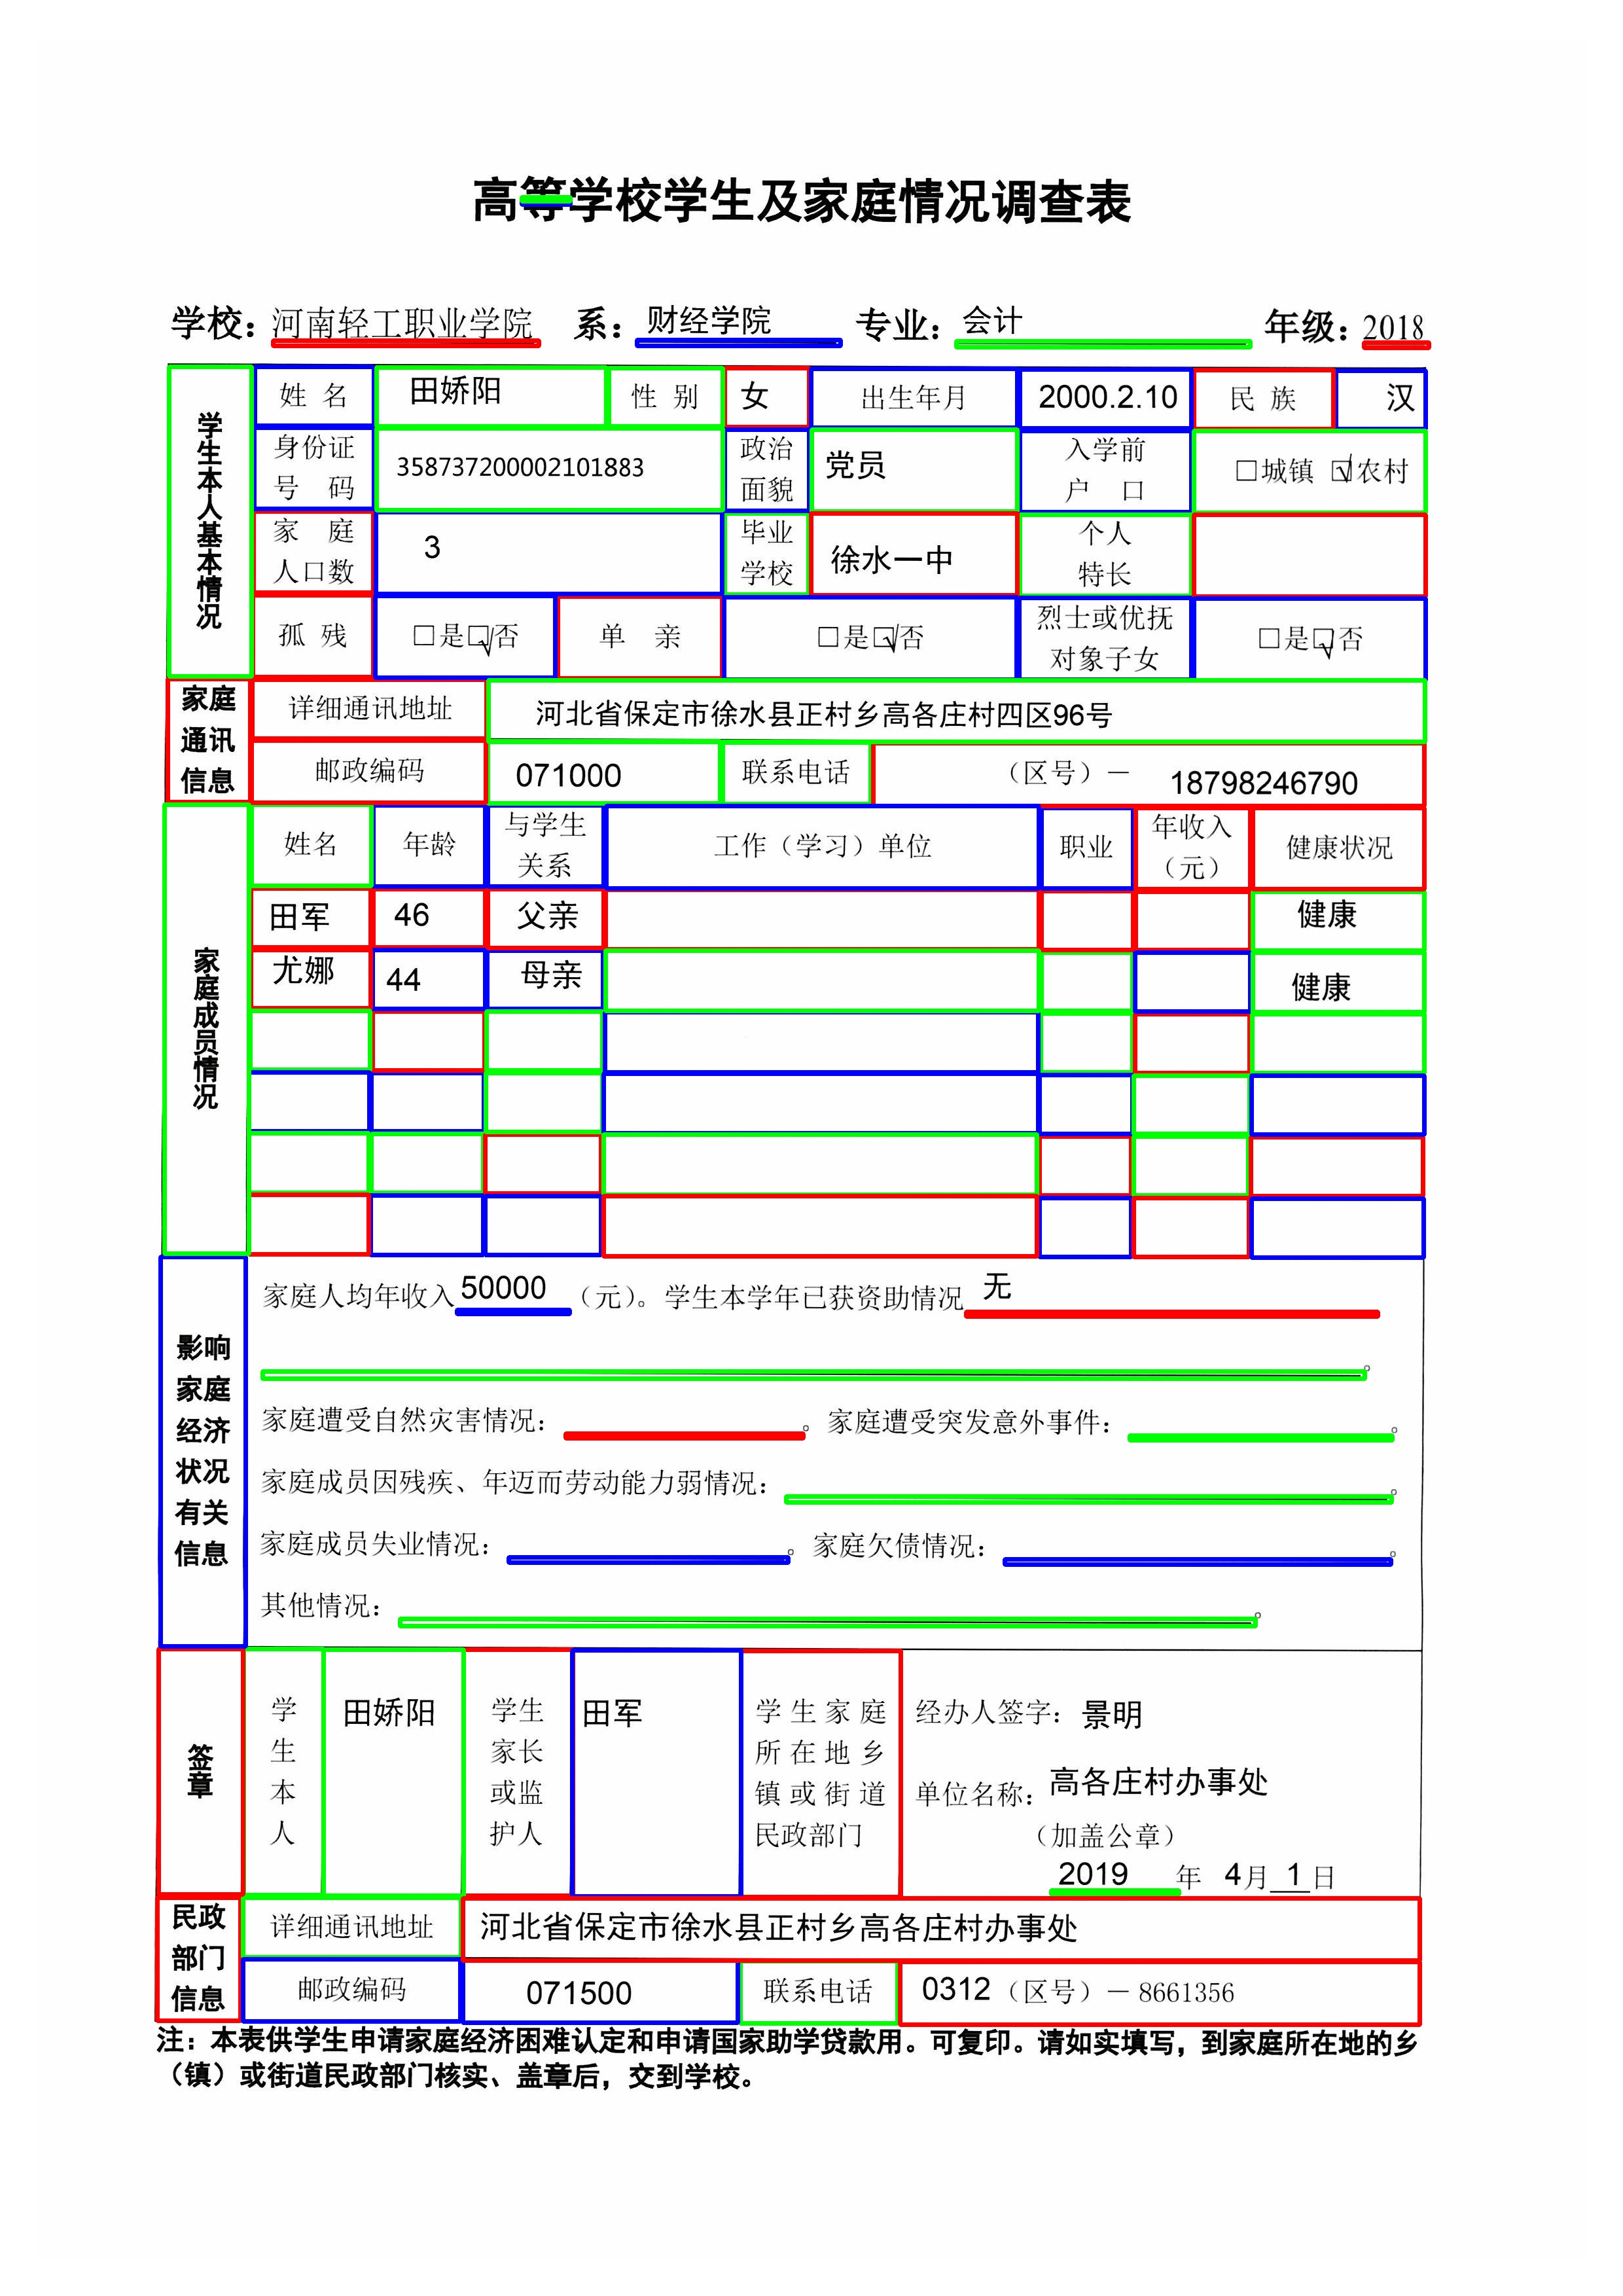 高等学校学生及家庭情况调查表
学校：河南轻工职业学院 系：财经学院 专业：会计 年级：2018
学生本人基本情况
姓 名 田娇阳 性 别 女 出生年月 2000.2.10 民 族 汉
身份证号 码 358737200002101883 政治面貌 党员 入学前户 口 □城镇 ☑农村
家 庭人口数 3 毕业学校 徐水一中 个人特长
孤 残 □是☑否 单 亲 □是☑否 烈士或优抚对象子女 □是☑否
家庭通讯信息
详细通讯地址 河北省保定市徐水县正村乡高各庄村四区96号
邮政编码 071000 联系电话 （区号）－ 18798246790
家庭成员情况
姓名 年龄 与学生关系 工作（学习）单位 职业 年收入（元） 健康状况
田军 46 父亲 健康
尤娜 44 母亲 健康
影响家庭经济状况有关信息
家庭人均年收入50000（元）。学生本学年已获资助情况 无
。
家庭遭受自然灾害情况： 。家庭遭受突发意外事件： 。
家庭成员因残疾、年迈而劳动能力弱情况： 。
家庭成员失业情况： 。家庭欠债情况： 。
其他情况： 。
签章
学生本人 田娇阳 学生家长或监护人 田军 学生家庭所在地乡镇或街道民政部门
经办人签字：景明
单位名称：高各庄村办事处
（加盖公章）
2019 年 4月 1 日
民政部门信息
详细通讯地址 河北省保定市徐水县正村乡高各庄村办事处
邮政编码 071500 联系电话 0312（区号）－8661356
注：本表供学生申请家庭经济困难认定和申请国家助学贷款用。可复印。请如实填写，到家庭所在地的乡
（镇）或街道民政部门核实、盖章后，交到学校。